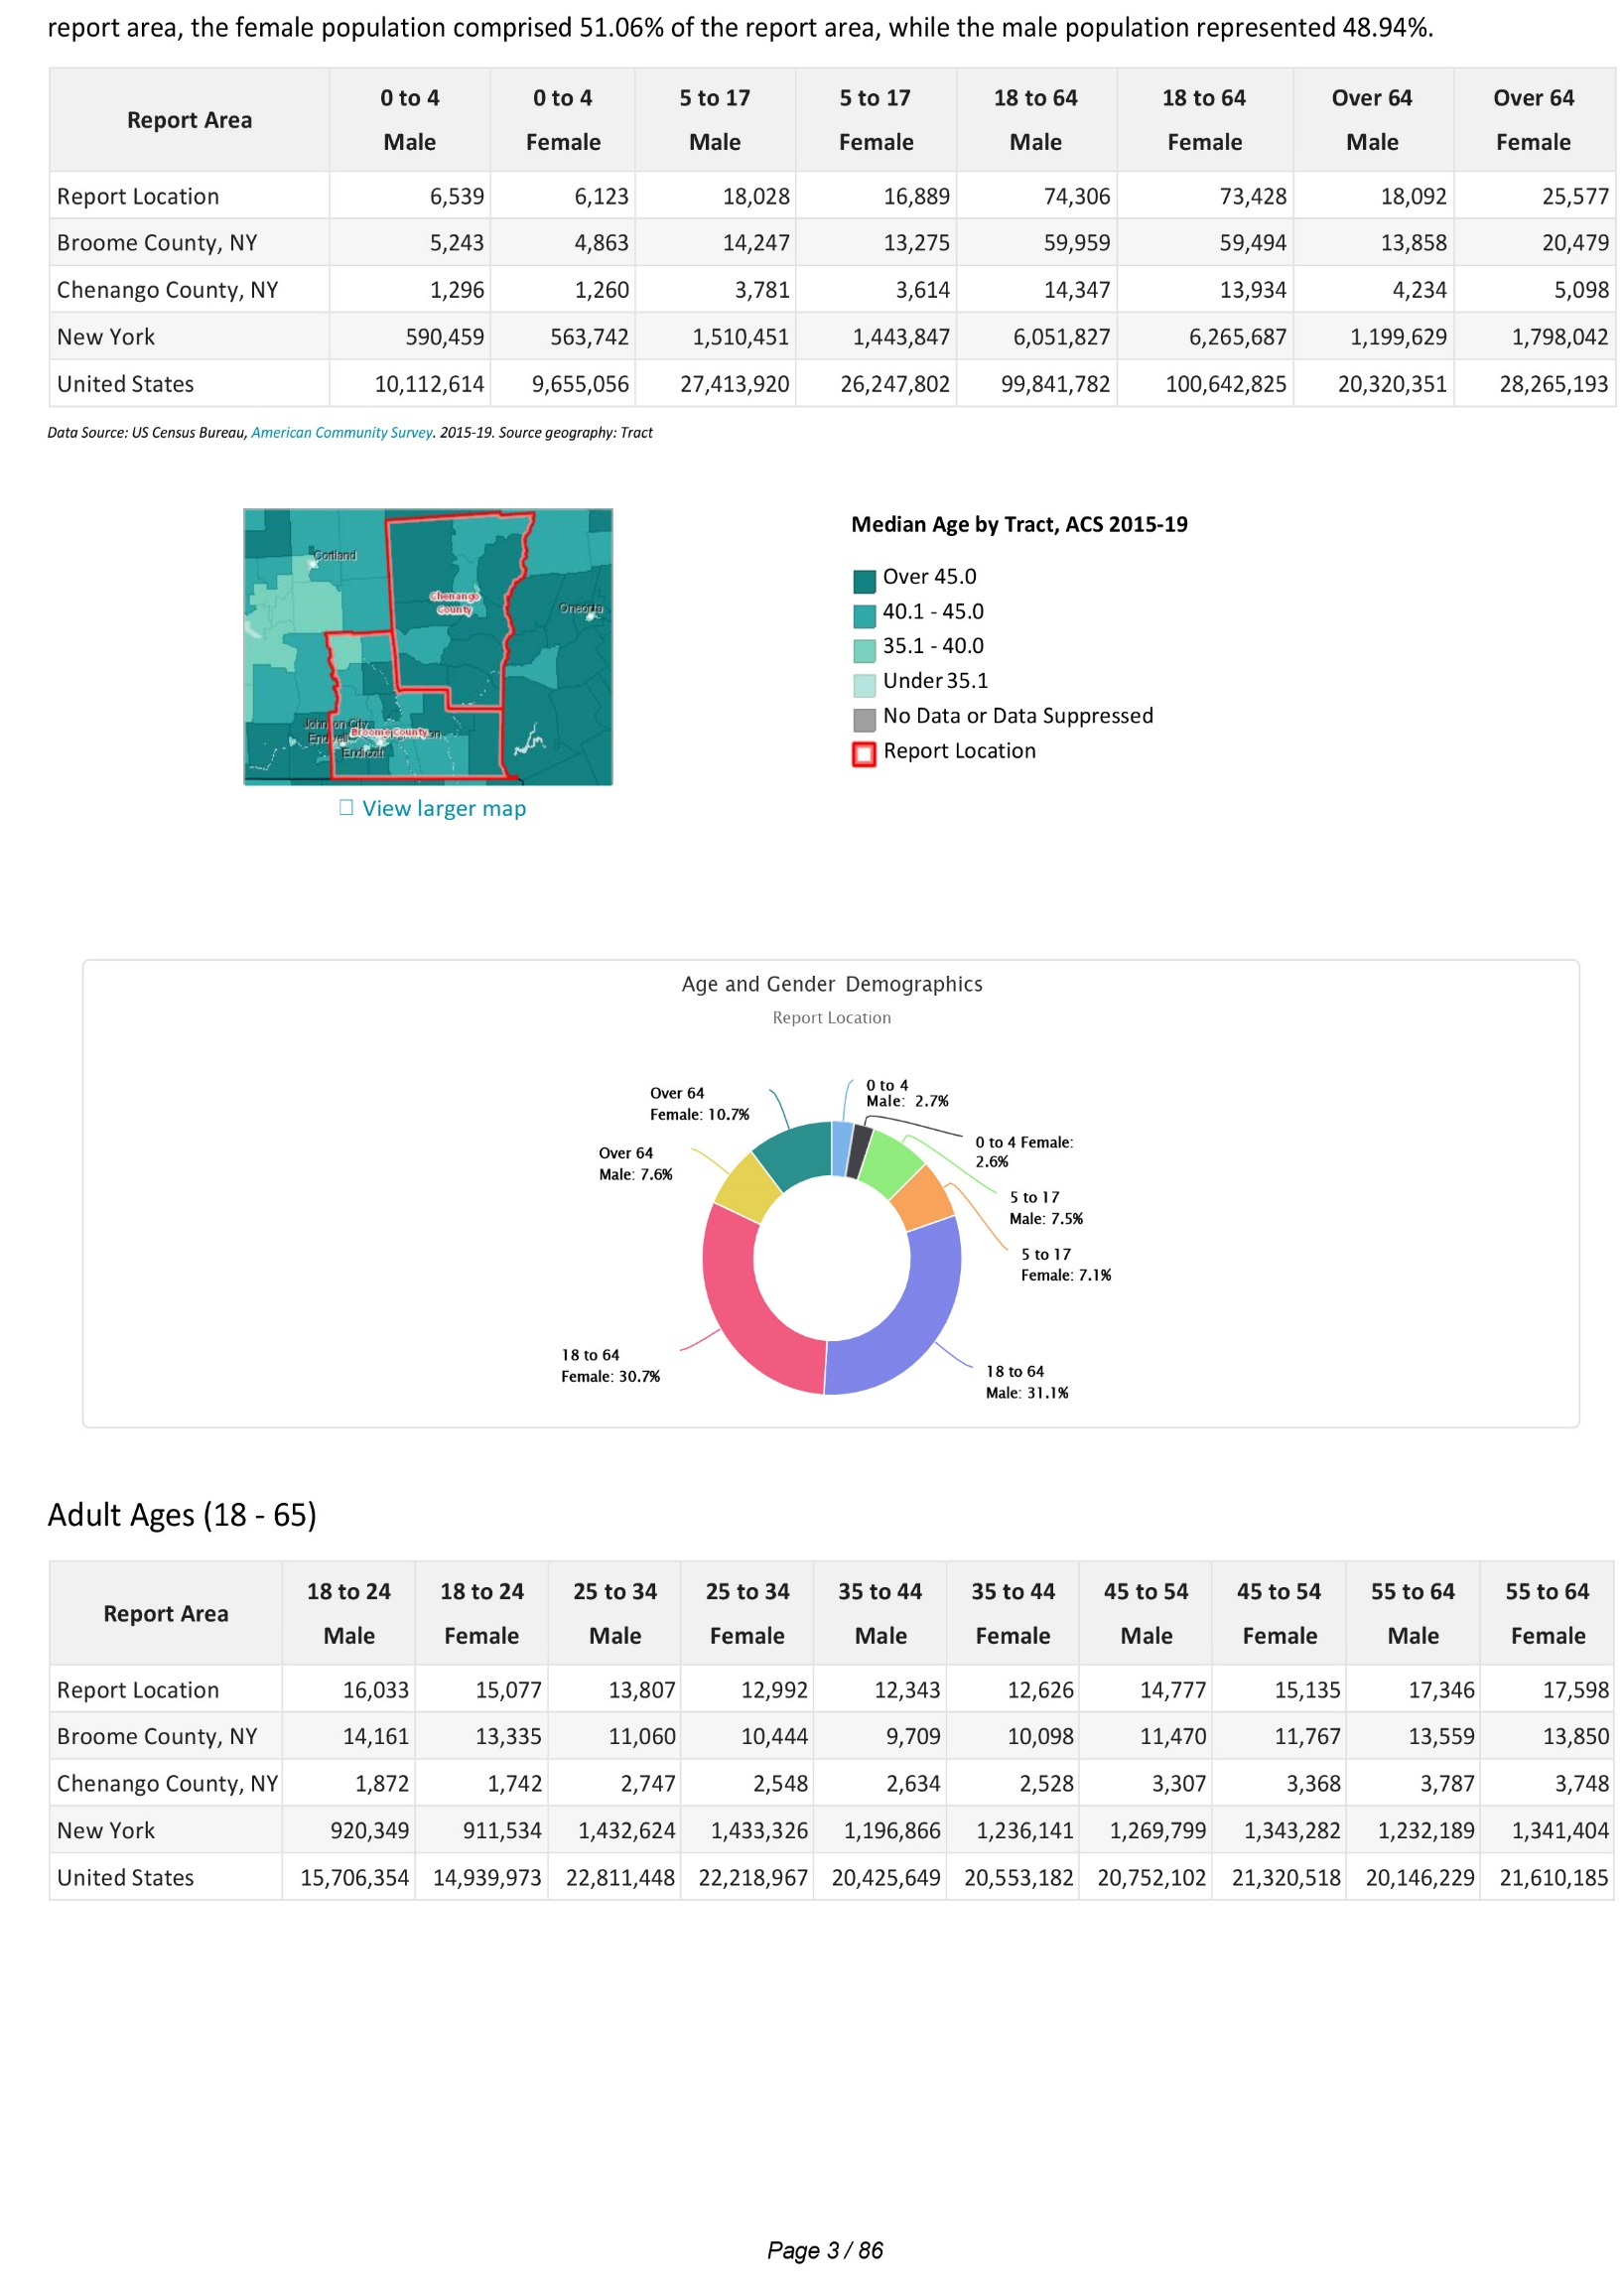 report area, the female population comprised 51.06% of the report area, while the male population represented 48.94%.
Report Area 0 to 4 Male 0 to 4 Female 5 to 17 Male 5 to 17 Female 18 to 64 Male 18 to 64 Female Over 64 Male Over 64 Female
Report Location 6,539 6,123 18,028 16,889 74,306 73,428 18,092 25,577
Broome County, NY 5,243 4,863 14,247 13,275 59,959 59,494 13,858 20,479
Chenango County, NY 1,296 1,260 3,781 3,614 14,347 13,934 4,234 5,098
New York 590,459 563,742 1,510,451 1,443,847 6,051,827 6,265,687 1,199,629 1,798,042
United States 10,112,614 9,655,056 27,413,920 26,247,802 99,841,782 100,642,825 20,320,351 28,265,193
Data Source: US Census Bureau, American Community Survey. 2015-19. Source geography: Tract
Cortland
Chenango
County
Oneonta
Johnson City
Broome County
Endicott
View larger map
Median Age by Tract, ACS 2015-19
Over 45.0
40.1 - 45.0
35.1 - 40.0
Under 35.1
No Data or Data Suppressed
Report Location
Age and Gender Demographics
Report Location
0 to 4
Male: 2.7%
0 to 4 Female:
2.6%
5 to 17
Male: 7.5%
5 to 17
Female: 7.1%
18 to 64
Male: 31.1%
18 to 64
Female: 30.7%
Over 64
Male: 7.6%
Over 64
Female: 10.7%
Adult Ages (18 - 65)
Report Area 18 to 24 Male 18 to 24 Female 25 to 34 Male 25 to 34 Female 35 to 44 Male 35 to 44 Female 45 to 54 Male 45 to 54 Female 55 to 64 Male 55 to 64 Female
Report Location 16,033 15,077 13,807 12,992 12,343 12,626 14,777 15,135 17,346 17,598
Broome County, NY 14,161 13,335 11,060 10,444 9,709 10,098 11,470 11,767 13,559 13,850
Chenango County, NY 1,872 1,742 2,747 2,548 2,634 2,528 3,307 3,368 3,787 3,748
New York 920,349 911,534 1,432,624 1,433,326 1,196,866 1,236,141 1,269,799 1,343,282 1,232,189 1,341,404
United States 15,706,354 14,939,973 22,811,448 22,218,967 20,425,649 20,553,182 20,752,102 21,320,518 20,146,229 21,610,185
Page 3 / 86